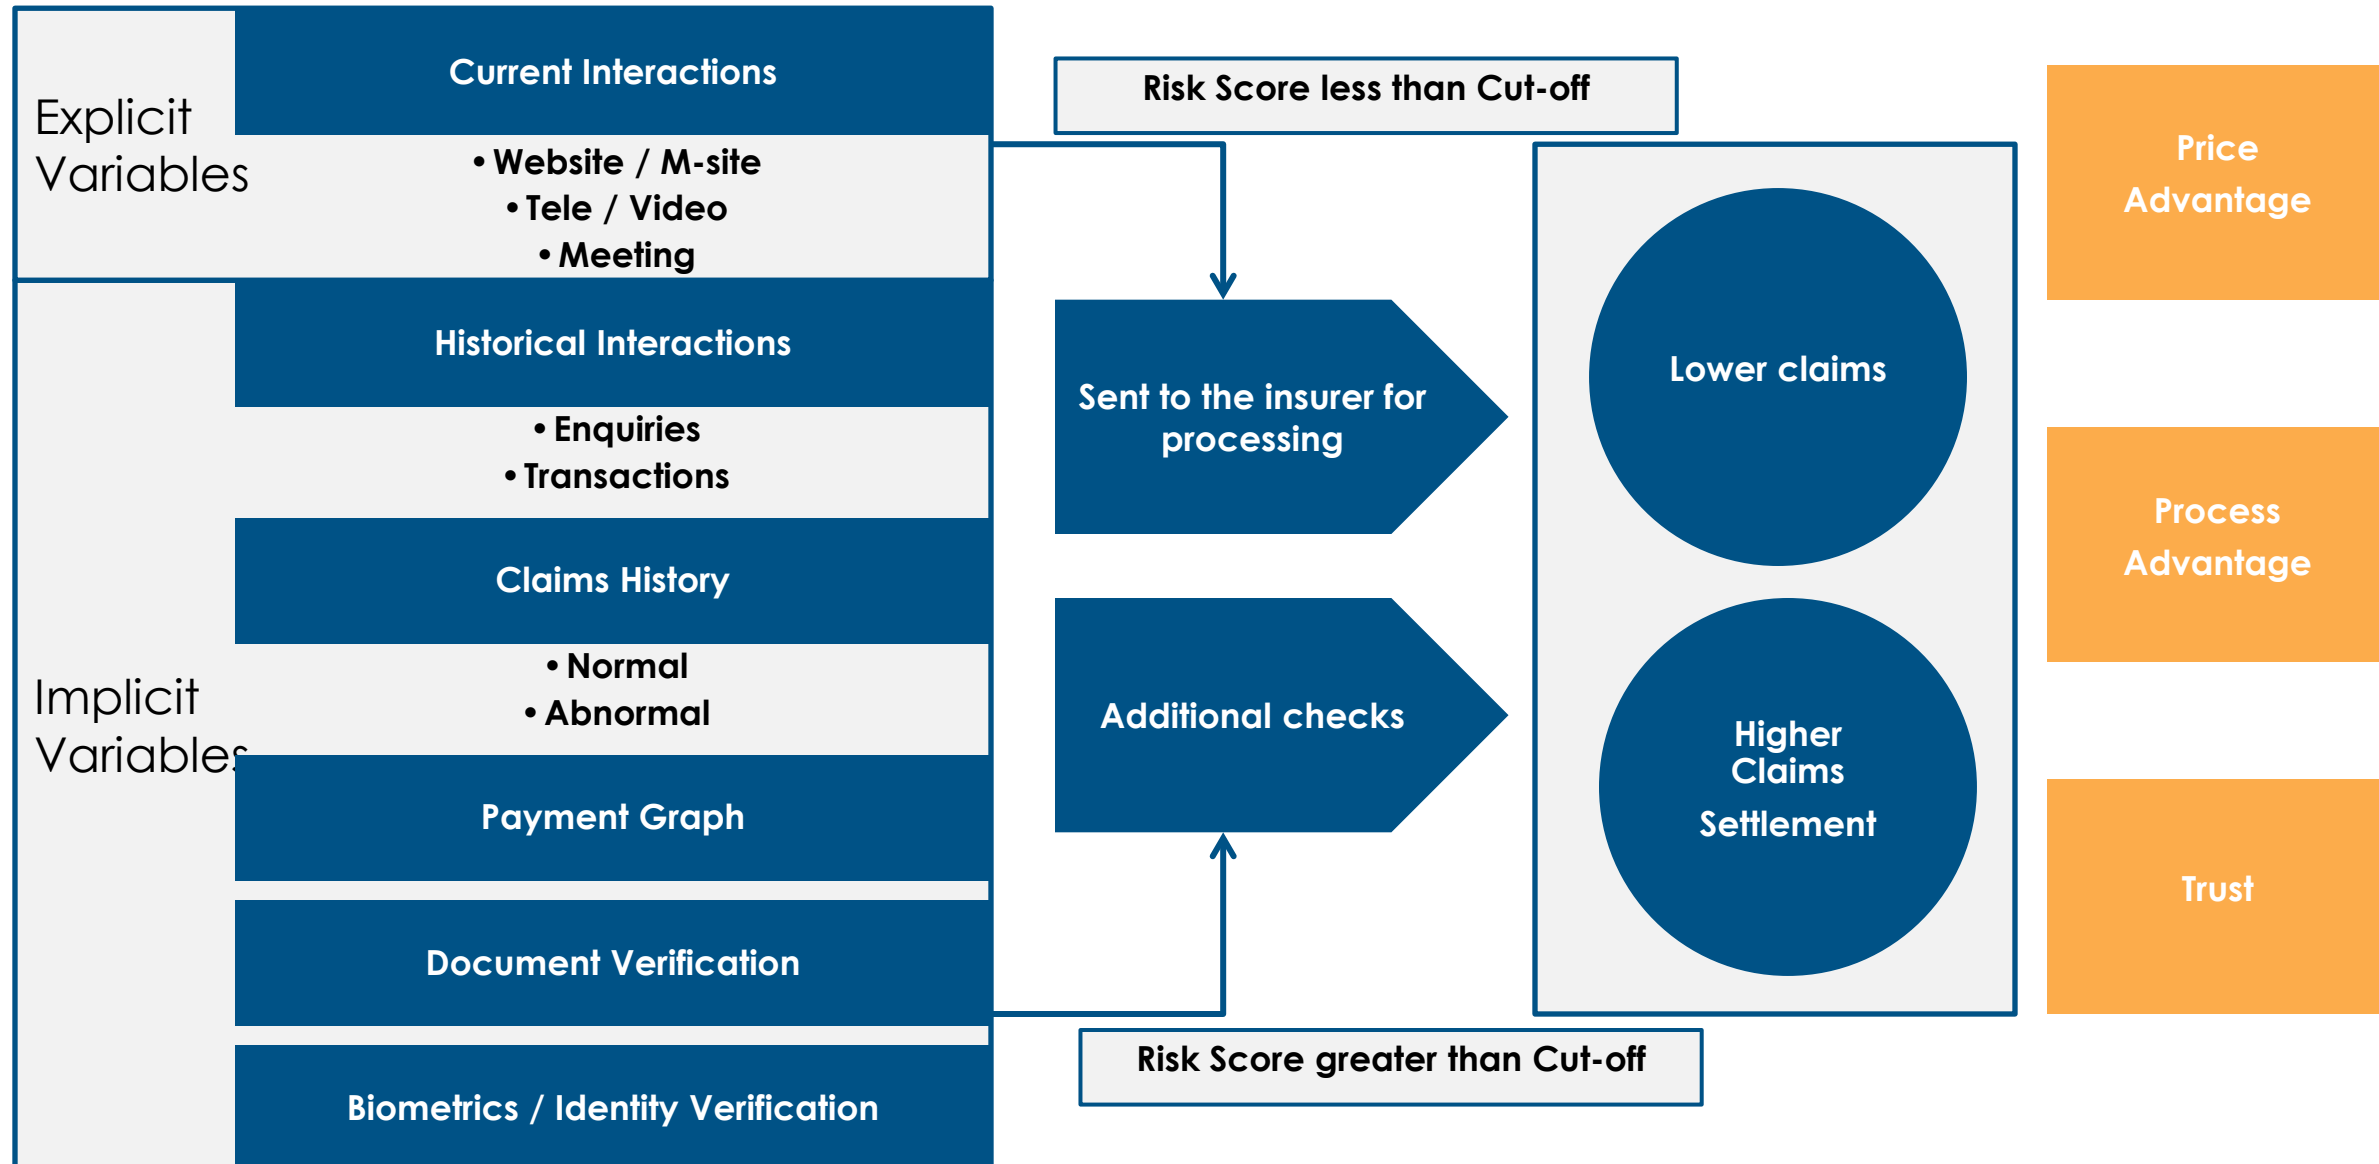 Explicit
Variables
Current Interactions
• Website / M-site
• Tele / Video
• Meeting
Implicit
Variables
Historical Interactions
• Enquiries
• Transactions
Claims History
• Normal
• Abnormal
Payment Graph
Document Verification
Biometrics / Identity Verification
Risk Score less than Cut-off
Sent to the insurer for
processing
Additional checks
Risk Score greater than Cut-off
Lower claims
Higher
Claims
Settlement
Price
Advantage
Process
Advantage
Trust